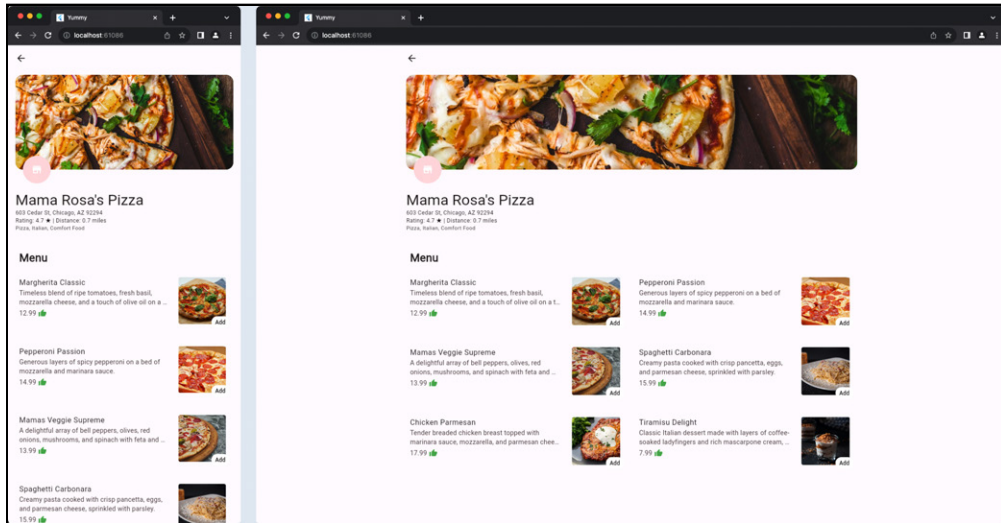 Yummy
localhost:61086
Mama Rosa's Pizza
603 Cedar St, Chicago, AZ 92294
Rating: 4.7 ★ | Distance: 0.7 miles
Pizza, Italian, Comfort Food
Menu
Margherita Classic
Timeless blend of ripe tomatoes, fresh basil,
mozzarella cheese, and a touch of olive oil on a ...
12.99
Add
Pepperoni Passion
Generous layers of spicy pepperoni on a bed of
mozzarella and marinara sauce.
14.99
Add
Mamas Veggie Supreme
A delightful array of bell peppers, olives, red
onions, mushrooms, and spinach with feta and ...
13.99
Add
Spaghetti Carbonara
Creamy pasta cooked with crisp pancetta, eggs,
and parmesan cheese, sprinkled with parsley.
15.99
Add
Yummy
localhost:61086
Mama Rosa's Pizza
603 Cedar St, Chicago, AZ 92294
Rating: 4.7 ★ | Distance: 0.7 miles
Pizza, Italian, Comfort Food
Menu
Margherita Classic
Timeless blend of ripe tomatoes, fresh basil,
mozzarella cheese, and a touch of olive oil on a t...
12.99
Add
Pepperoni Passion
Generous layers of spicy pepperoni on a bed of
mozzarella and marinara sauce.
14.99
Add
Mamas Veggie Supreme
A delightful array of bell peppers, olives, red
onions, mushrooms, and spinach with feta and ...
13.99
Add
Spaghetti Carbonara
Creamy pasta cooked with crisp pancetta, eggs,
and parmesan cheese, sprinkled with parsley.
15.99
Add
Chicken Parmesan
Tender breaded chicken breast topped with
marinara sauce, mozzarella, and parmesan chee...
17.99
Add
Tiramisu Delight
Classic Italian dessert made with layers of coffee-
soaked ladyfingers and rich mascarpone cream, ...
7.99
Add